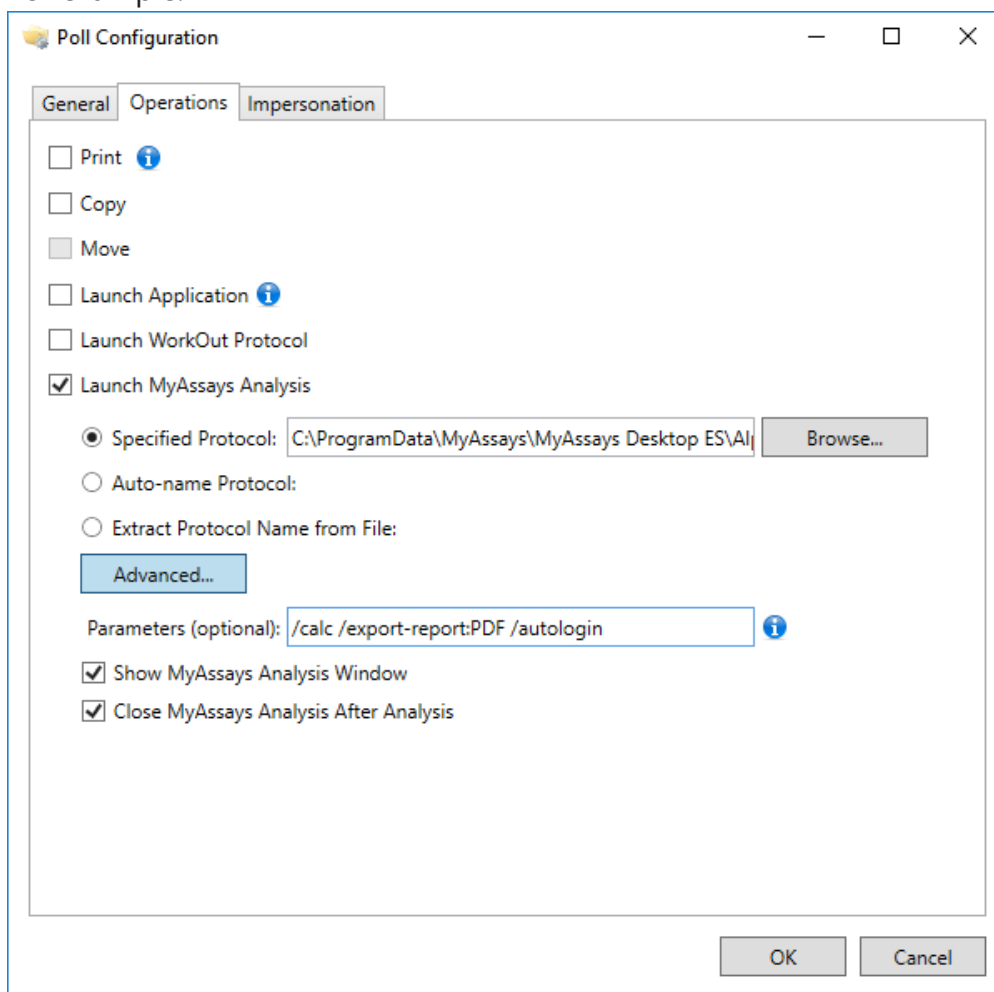 Poll Configuration
General Operations Impersonation
Print
Copy
Move
Launch Application
Launch WorkOut Protocol
Launch MyAssays Analysis
Specified Protocol: C:\ProgramData\MyAssays\MyAssays Desktop ES\Al Browse...
Auto-name Protocol:
Extract Protocol Name from File:
Advanced...
Parameters (optional): /calc /export-report:PDF /autologin
Show MyAssays Analysis Window
Close MyAssays Analysis After Analysis
OK Cancel